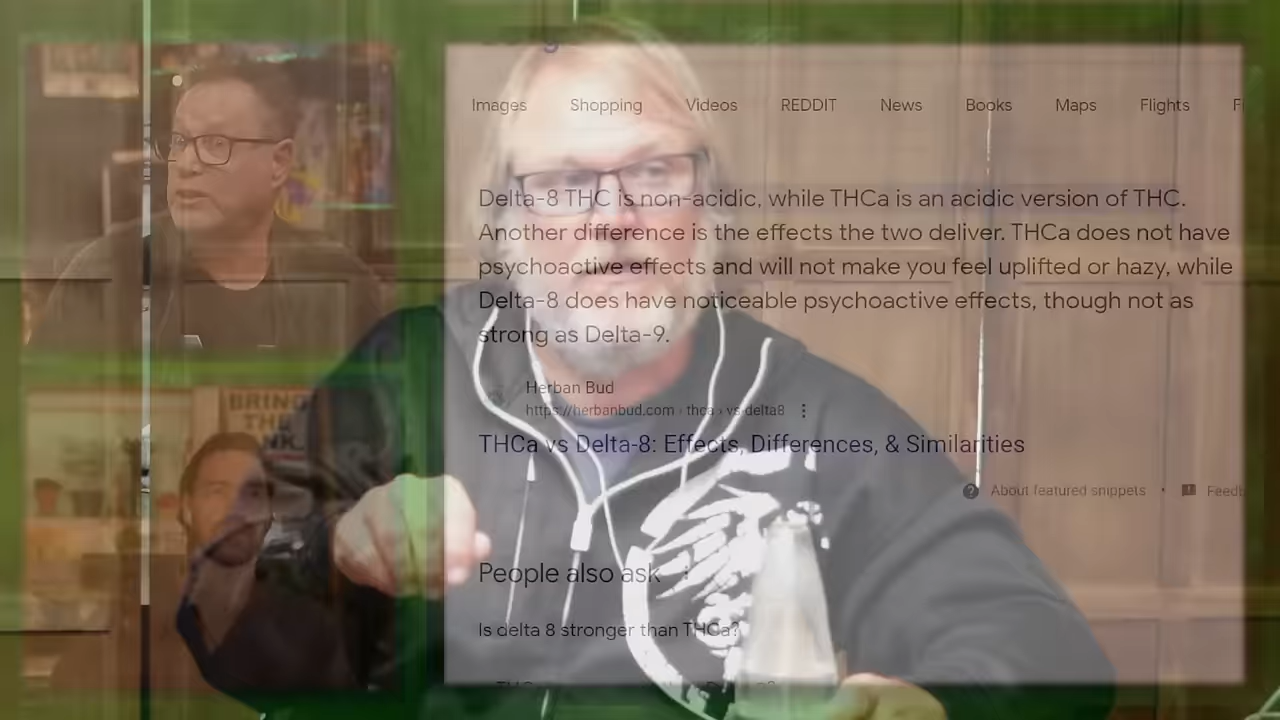 Images Shopping Videos REDDIT News Books Maps Flights
Delta-8 THC is non-acidic, while THCa is an acidic version of THC.
Another difference is the effects the two deliver. THCa does not have
psychoactive effects and will not make you feel uplifted or hazy, while
Delta-8 does have noticeable psychoactive effects, though not as
strong as Delta-9.
Herban Bud
https://herbanbud.com › thca › vs-delta8
THCa vs Delta-8: Effects, Differences, & Similarities
About featured snippets
People also ask
Is delta 8 stronger than THCa?
BRING
THE